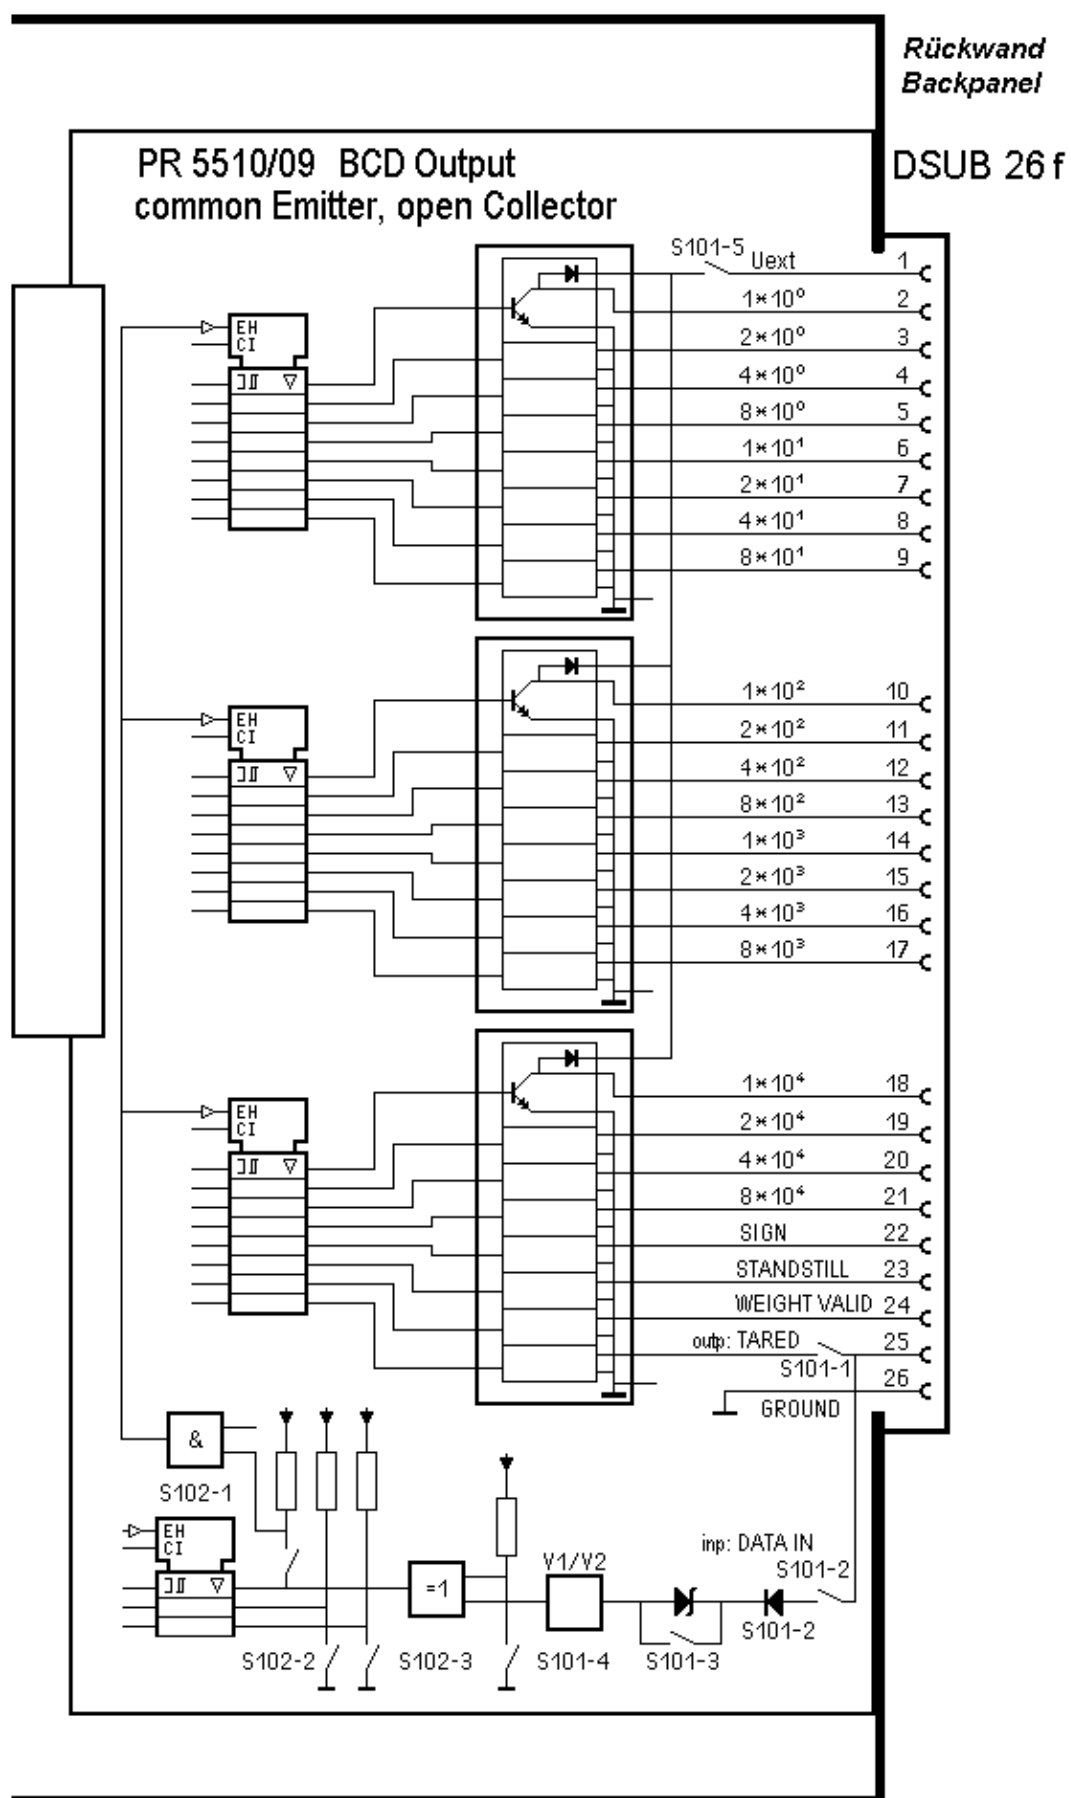 Rückwand
Backpanel
PR 5510/09 BCD Output
DSUB 26 f
common Emitter, open Collector
S101-5 Uext 1
1*10⁰ 2
EH
CI
2*10⁰ 3
4*10⁰ 4
8*10⁰ 5
1*10¹ 6
2*10¹ 7
4*10¹ 8
8*10¹ 9
1*10² 10
EH
CI
2*10² 11
4*10² 12
8*10² 13
1*10³ 14
2*10³ 15
4*10³ 16
8*10³ 17
1*10⁴ 18
EH
CI
2*10⁴ 19
4*10⁴ 20
8*10⁴ 21
SIGN 22
STANDSTILL 23
WEIGHT VALID 24
outp: TARED 25
S101-1
26
GROUND
&
S102-1
EH
CI
inp: DATA IN
V1/V2 S101-2
=1
S101-2
S102-2 S102-3 S101-4 S101-3